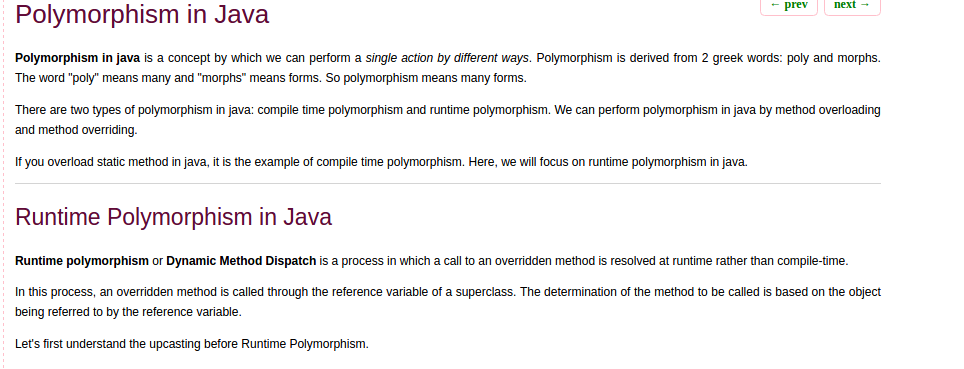 Polymorphism in Java
← prev next →
Polymorphism in java is a concept by which we can perform a single action by different ways. Polymorphism is derived from 2 greek words: poly and morphs.
The word "poly" means many and "morphs" means forms. So polymorphism means many forms.
There are two types of polymorphism in java: compile time polymorphism and runtime polymorphism. We can perform polymorphism in java by method overloading
and method overriding.
If you overload static method in java, it is the example of compile time polymorphism. Here, we will focus on runtime polymorphism in java.
Runtime Polymorphism in Java
Runtime polymorphism or Dynamic Method Dispatch is a process in which a call to an overridden method is resolved at runtime rather than compile-time.
In this process, an overridden method is called through the reference variable of a superclass. The determination of the method to be called is based on the object
being referred to by the reference variable.
Let's first understand the upcasting before Runtime Polymorphism.